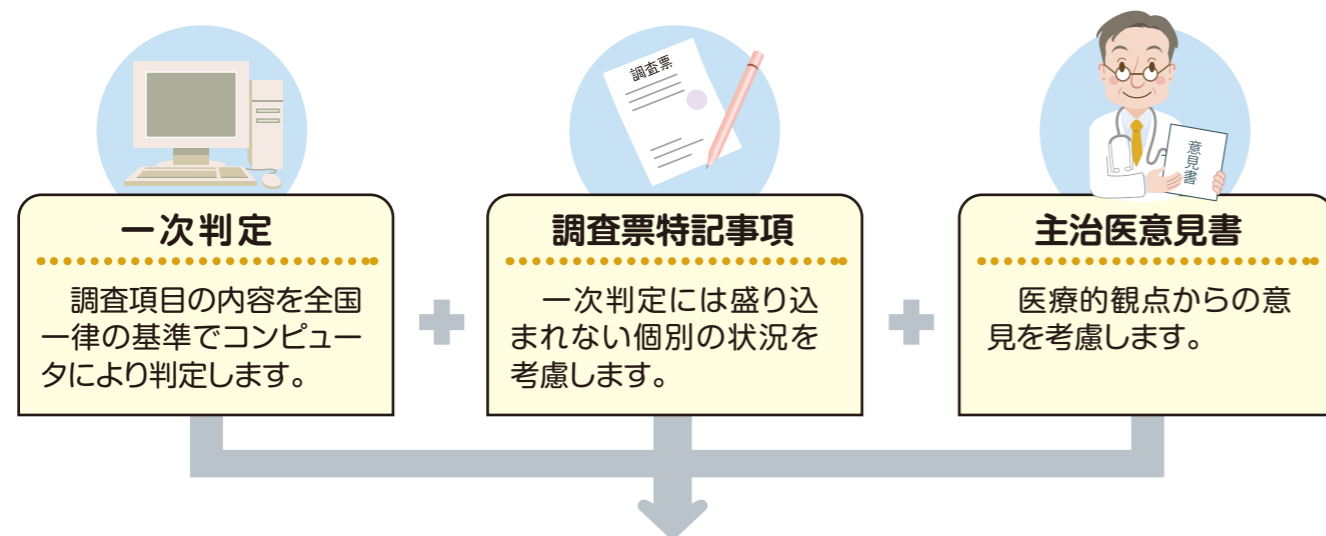 調査票
意見書
一次判定
調査項目の内容を全国
一律の基準でコンピュー
タにより判定します。
調査票特記事項
一次判定には盛り込
まれない個別の状況を
考慮します。
主治医意見書
医療的観点からの意
見を考慮します。